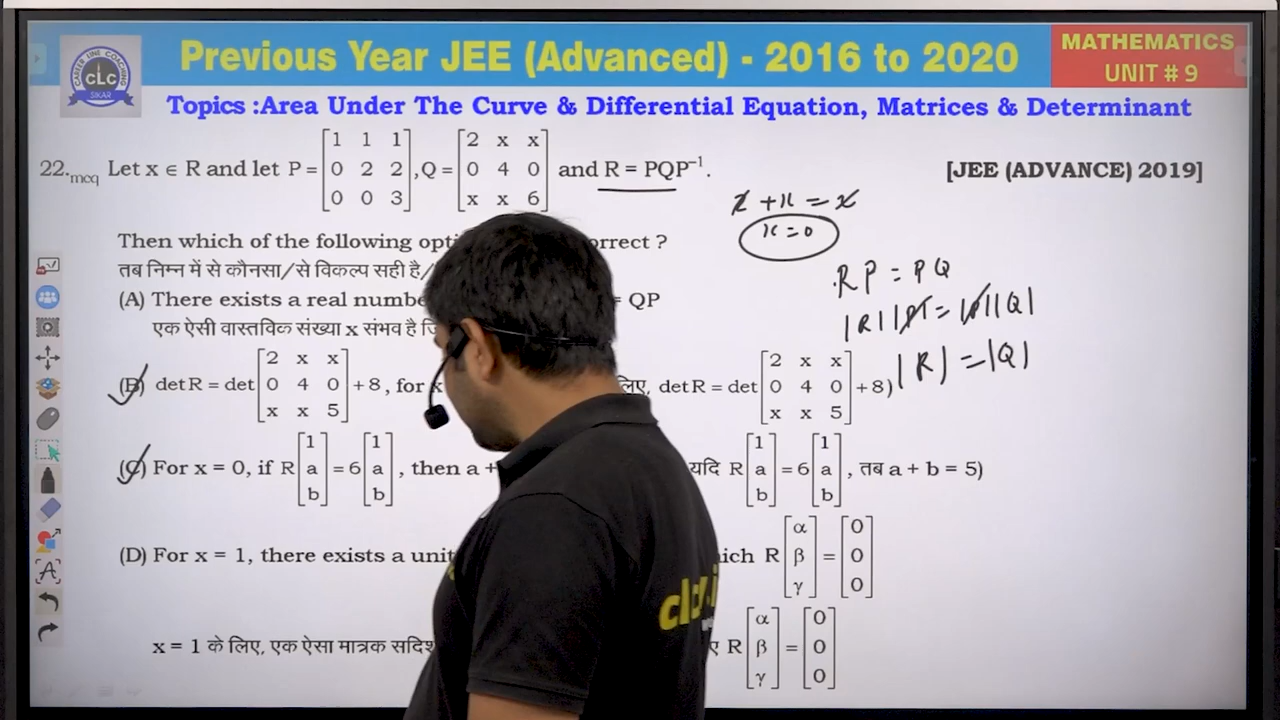 Previous Year JEE (Advanced) - 2016 to 2020
MATHEMATICS
UNIT # 9
CAREER LINE COACHING
CLC
SIKAR
Topics :Area Under The Curve & Differential Equation, Matrices & Determinant
22.mcq Let x ∈ R and let P = [1 1 1; 0 2 2; 0 0 3], Q = [2 x x; 0 4 0; x x 6] and R = PQP⁻¹. [JEE (ADVANCE) 2019]
x + x = x
x = 0
Then which of the following opti rrect ?
RP = PQ
तब निम्न में से कौनसा/से विकल्प सही है/
(A) There exists a real numbe = QP
|R||P| = |P||Q|
एक ऐसी वास्तविक संख्या x संभव है
|R| = |Q|
(B) det R = det [2 x x; 0 4 0; x x 5] + 8, for x लिए, det R = det [2 x x; 0 4 0; x x 5] + 8)
(C) For x = 0, if R [1; a; b] = 6 [1; a; b], then a + यदि R [1; a; b] = 6 [1; a; b], तब a + b = 5)
(D) For x = 1, there exists a unit ich R [α; β; γ] = [0; 0; 0]
x = 1 के लिए, एक ऐसा मात्रक सदिश R [α; β; γ] = [0; 0; 0]